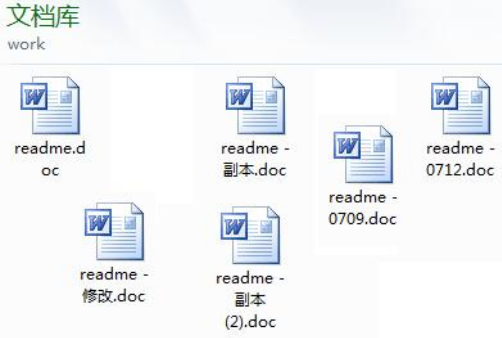 文档库
work
readme.d
oc
readme -
副本.doc
readme -
0709.doc
readme -
0712.doc
readme -
修改.doc
readme -
副本
(2).doc